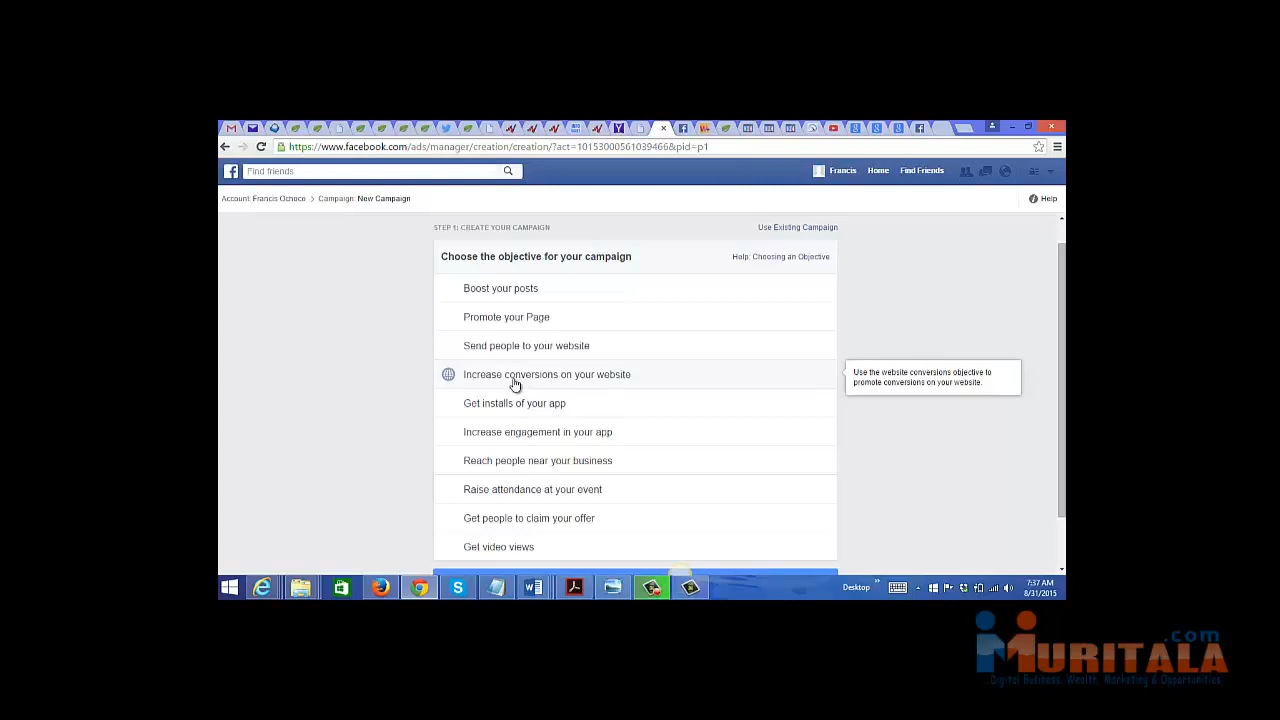 https://www.facebook.com/ads/manager/creation/creation/?act=10153000561039466&pid=p1
Find friends
Francis
Home
Find Friends
Account: Francis Ochoco > Campaign: New Campaign
Help
STEP 1: CREATE YOUR CAMPAIGN
Use Existing Campaign
Choose the objective for your campaign
Help: Choosing an Objective
Boost your posts
Promote your Page
Send people to your website
Increase conversions on your website
Use the website conversions objective to
promote conversions on your website.
Get installs of your app
Increase engagement in your app
Reach people near your business
Raise attendance at your event
Get people to claim your offer
Get video views
Desktop
7:37 AM
8/31/2015
.com
MURITALA
Digital Business, Wealth, Marketing & Opportunities